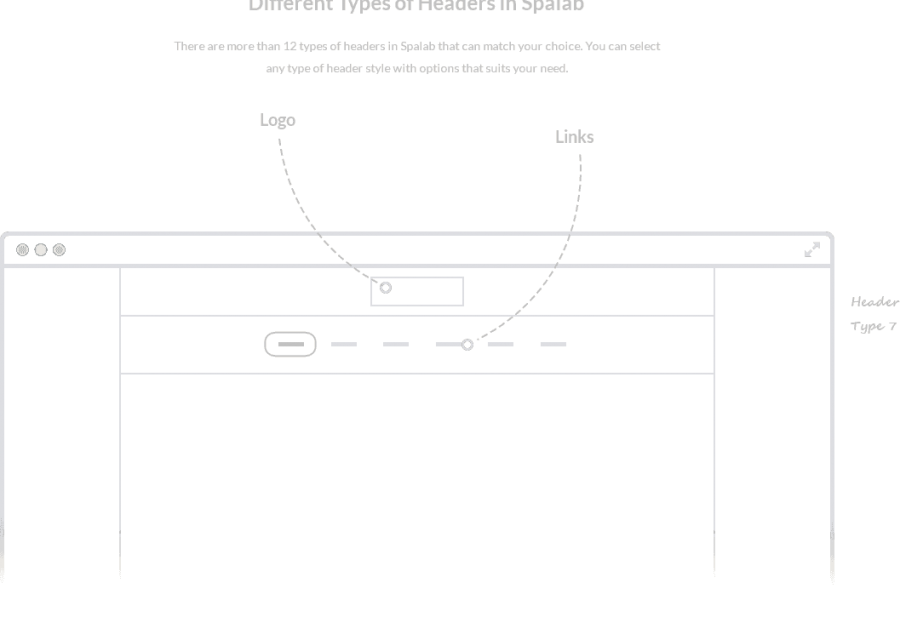 Different Types of Headers in Spalab
There are more than 12 types of headers in Spalab that can match your choice. You can select
any type of header style with options that suits your need.
Logo
Links
Header
Type 7